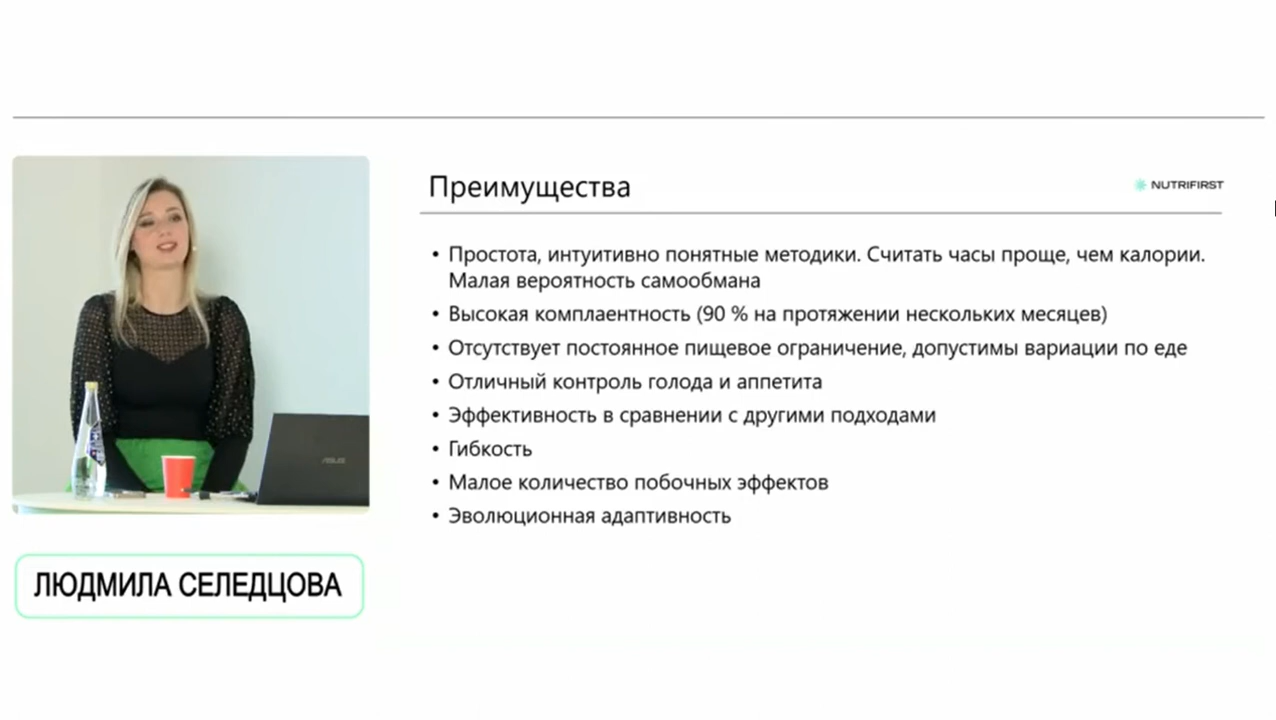 Преимущества
NUTRIFIRST
• Простота, интуитивно понятные методики. Считать часы проще, чем калории.
Малая вероятность самообмана
• Высокая комплаентность (90 % на протяжении нескольких месяцев)
• Отсутствует постоянное пищевое ограничение, допустимы вариации по еде
• Отличный контроль голода и аппетита
• Эффективность в сравнении с другими подходами
• Гибкость
• Малое количество побочных эффектов
• Эволюционная адаптивность
ASUS
ЛЮДМИЛА СЕЛЕДЦОВА